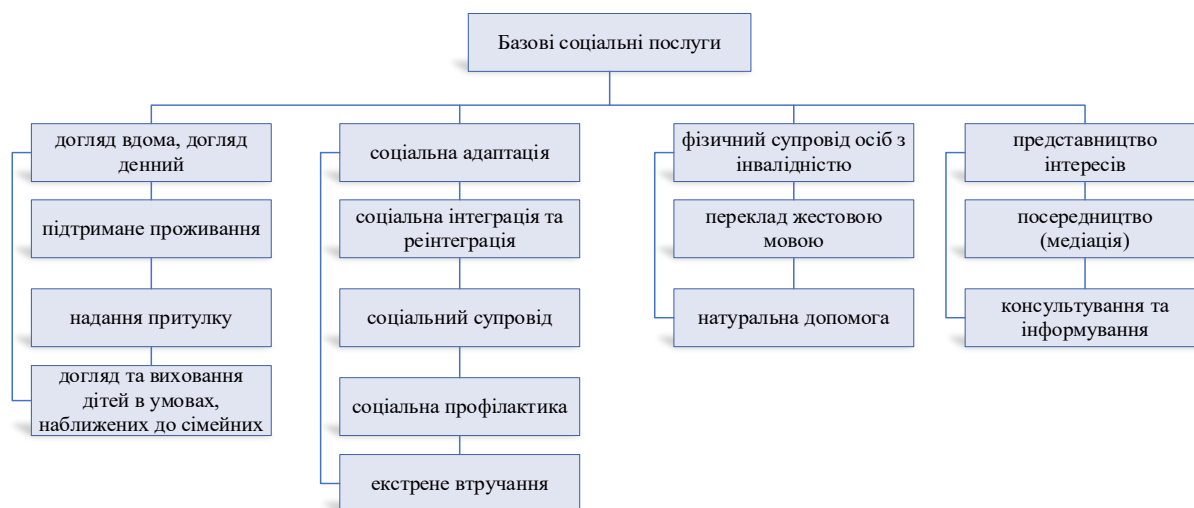 Базові соціальні послуги
догляд вдома, догляд
денний
підтримане проживання
надання притулку
догляд та виховання
дітей в умовах,
наближених до сімейних
соціальна адаптація
соціальна інтеграція та
реінтеграція
соціальний супровід
соціальна профілактика
екстрене втручання
фізичний супровід осіб з
інвалідністю
переклад жестовою
мовою
натуральна допомога
представництво
інтересів
посередництво
(медіація)
консультування та
інформування